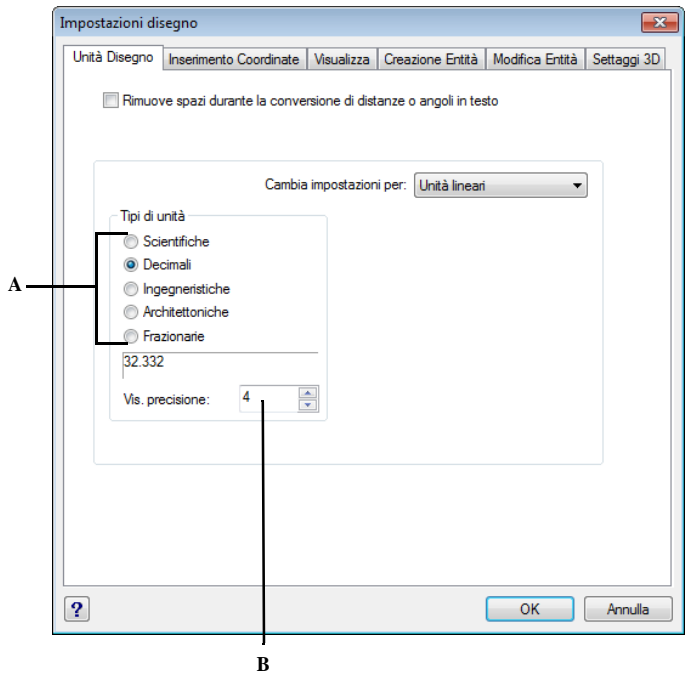 Impostazioni disegno
Unità Disegno Inserimento Coordinate Visualizza Creazione Entità Modifica Entità Settaggi 3D
Rimuove spazi durante la conversione di distanze o angoli in testo
Cambia impostazioni per: Unità lineari
Tipi di unità
Scientifiche
Decimali
A
Ingegneristiche
Architettoniche
Frazionarie
32.332
Vis. precisione: 4
? OK Annulla
B